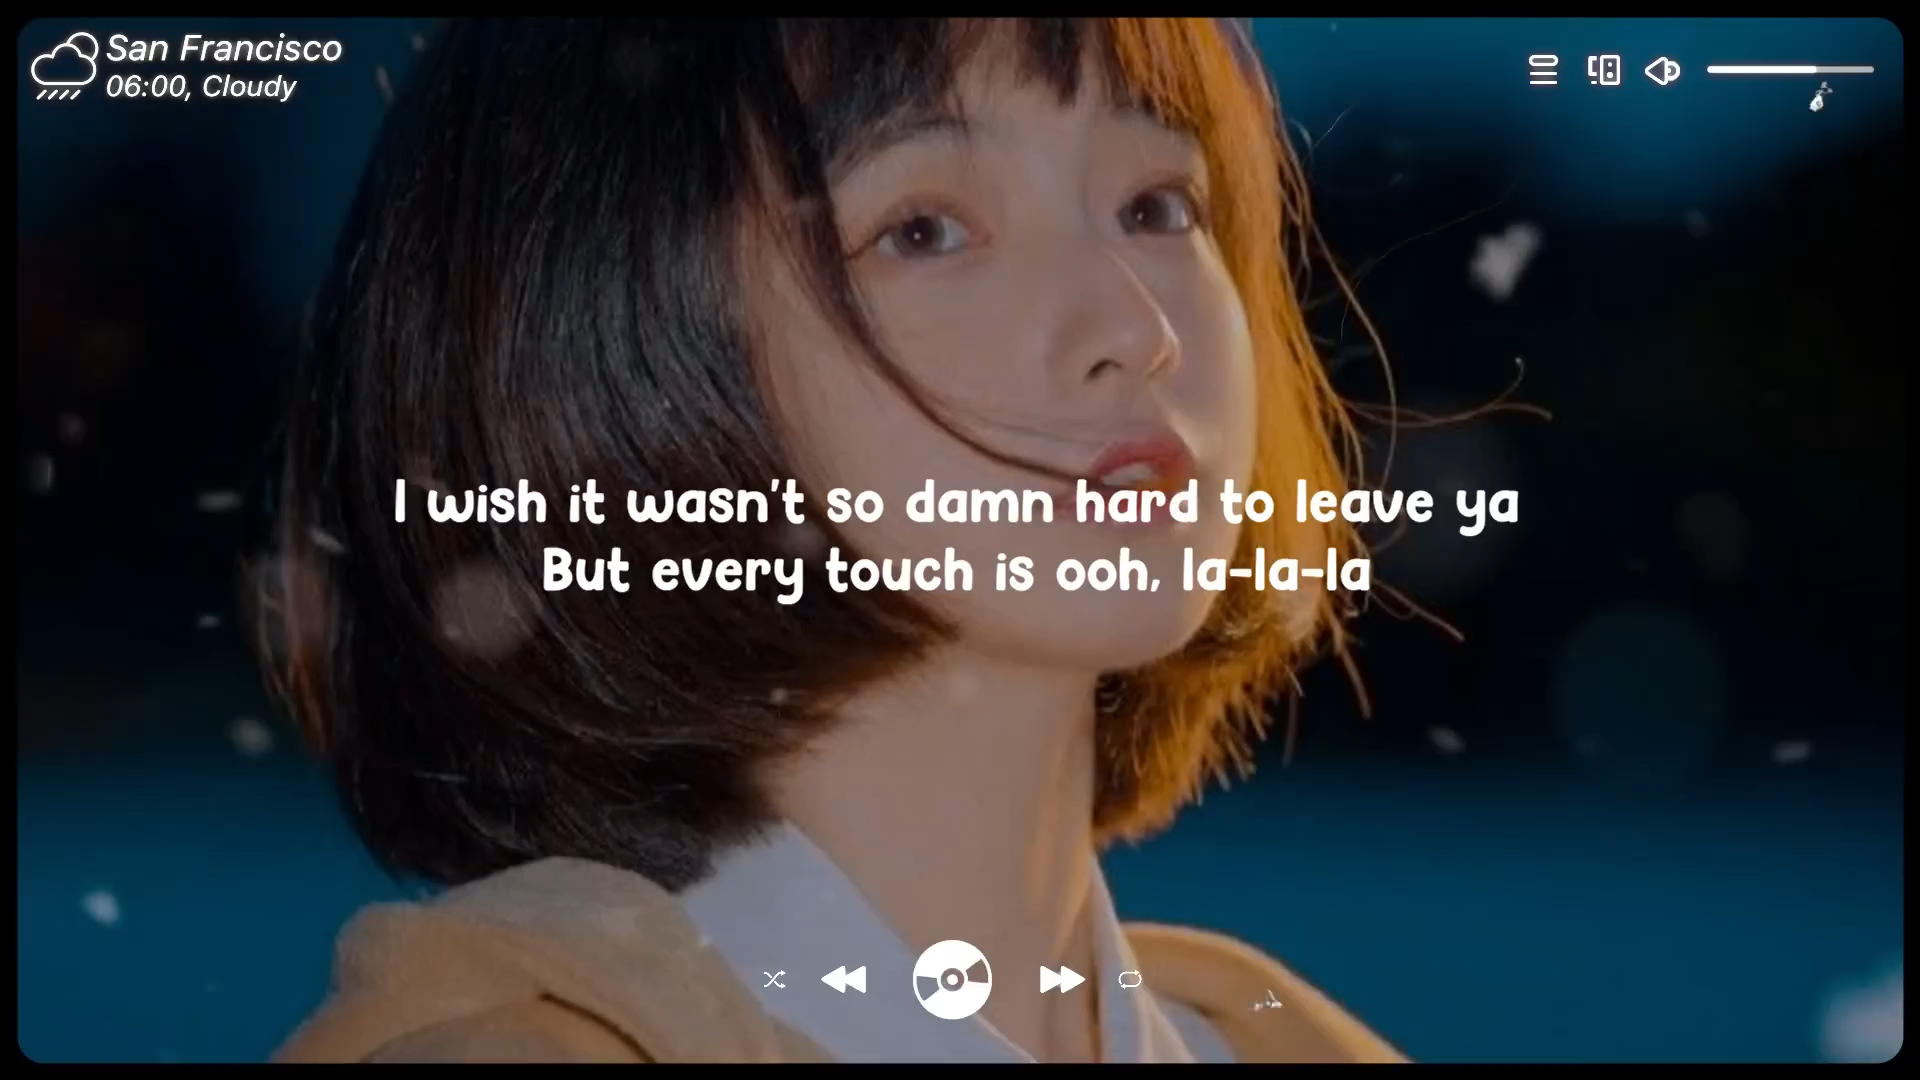 San Francisco
06:00, Cloudy
I wish it wasn't so damn hard to leave ya
But every touch is ooh, la-la-la